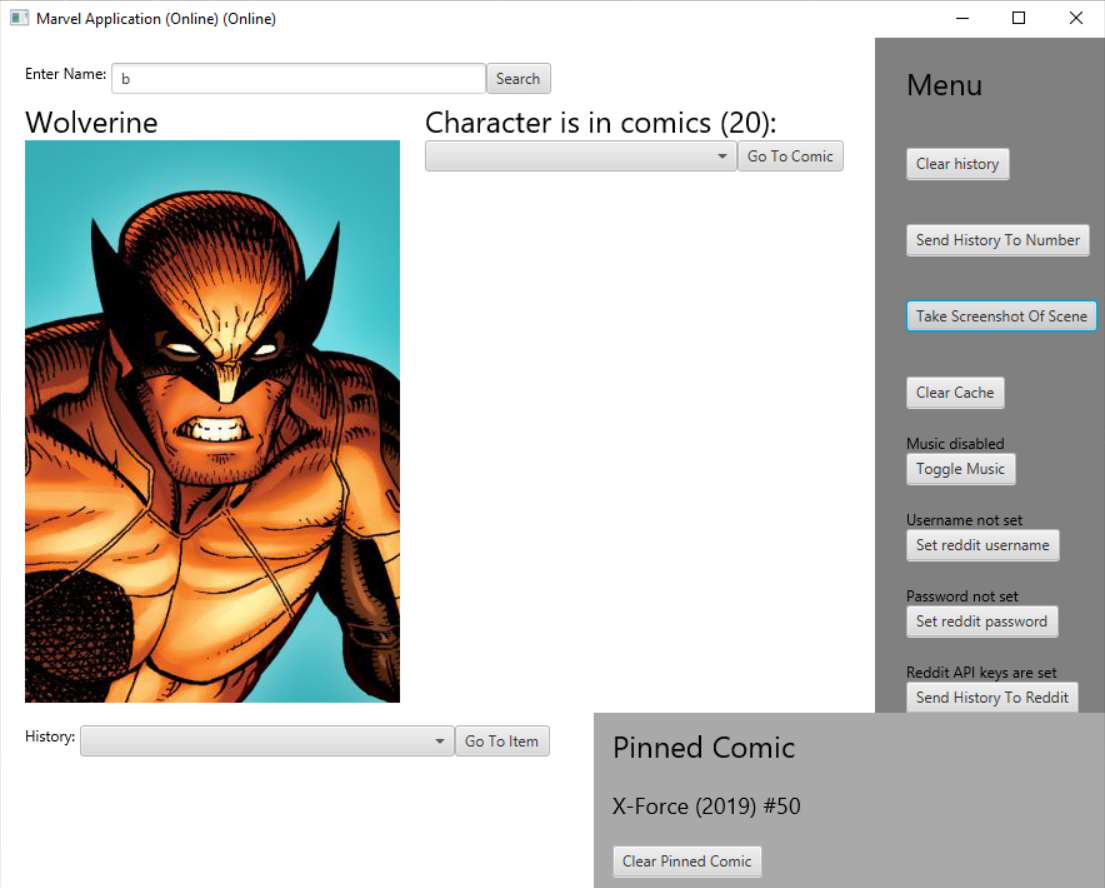 Marvel Application (Online) (Online)
Enter Name: b Search
Wolverine
Character is in comics (20):
Go To Comic
History: Go To Item
Menu
Clear history
Send History To Number
Take Screenshot Of Scene
Clear Cache
Music disabled
Toggle Music
Username not set
Set reddit username
Password not set
Set reddit password
Reddit API keys are set
Send History To Reddit
Pinned Comic
X-Force (2019) #50
Clear Pinned Comic